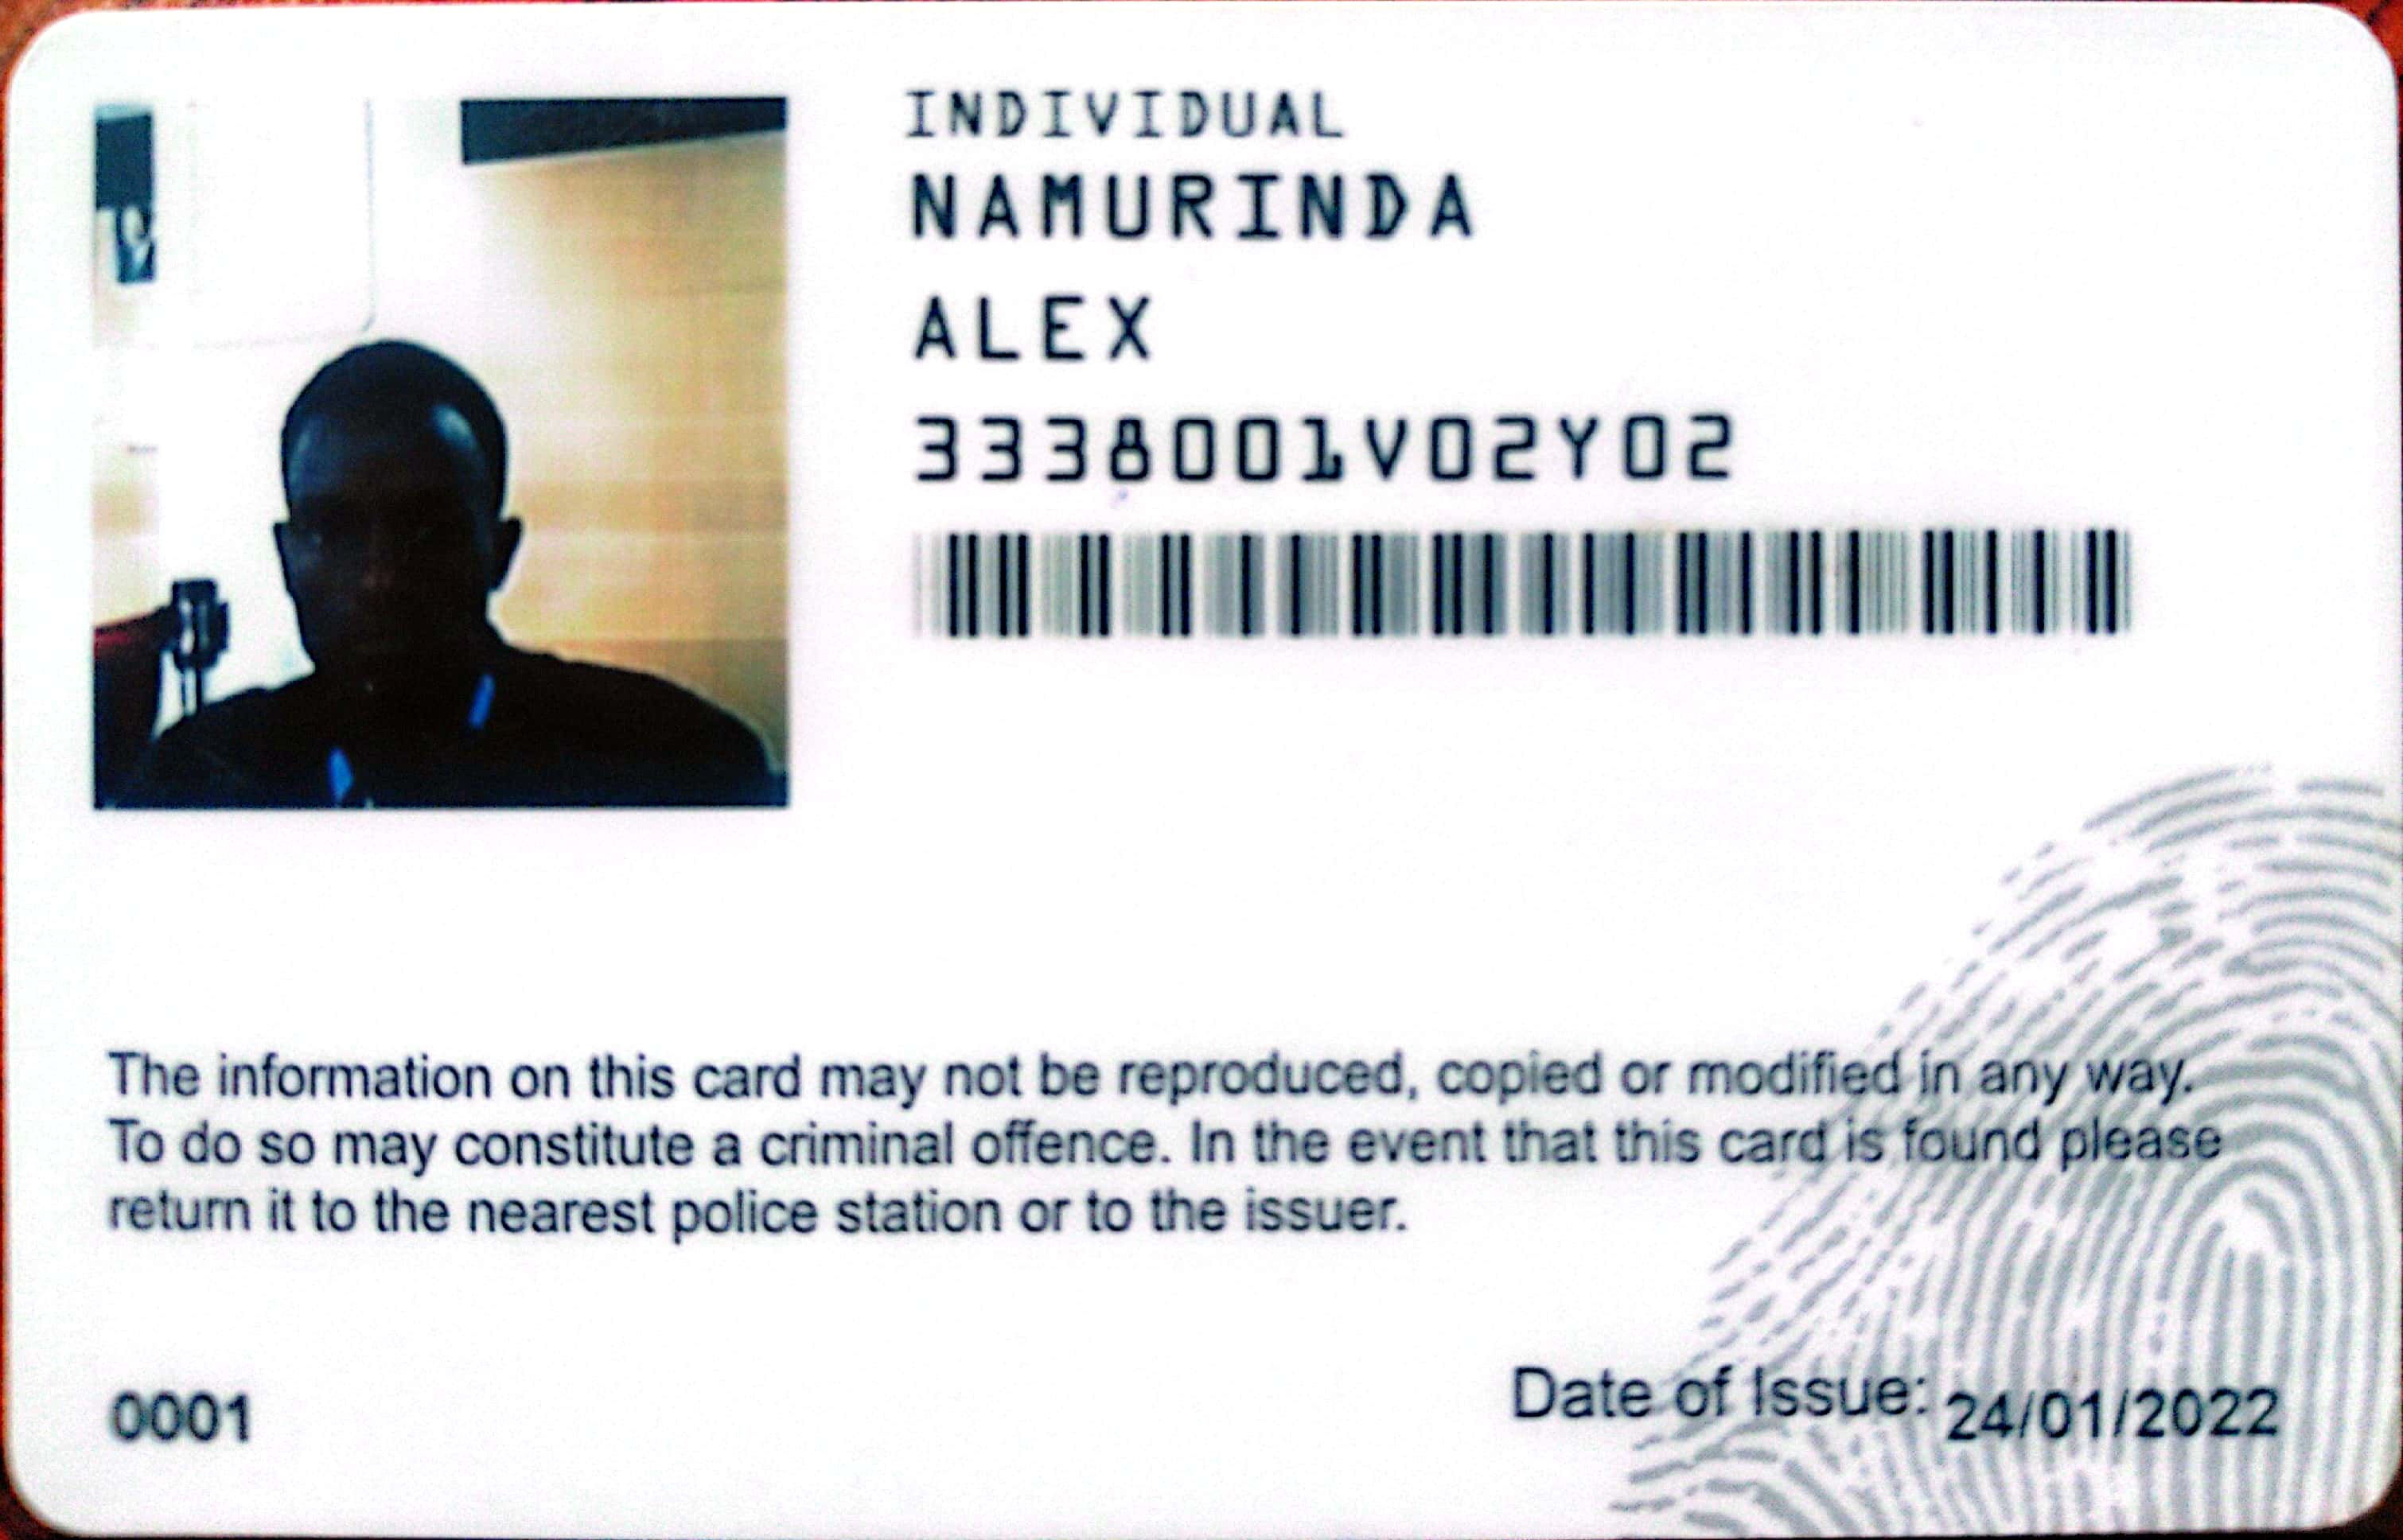 INDIVIDUAL
NAMURINDA
ALEX
3338001V02Y02
The information on this card may not be reproduced, copied or modified in any way.
To do so may constitute a criminal offence. In the event that this card is found please
return it to the nearest police station or to the issuer.
0001
Date of Issue: 24/01/2022